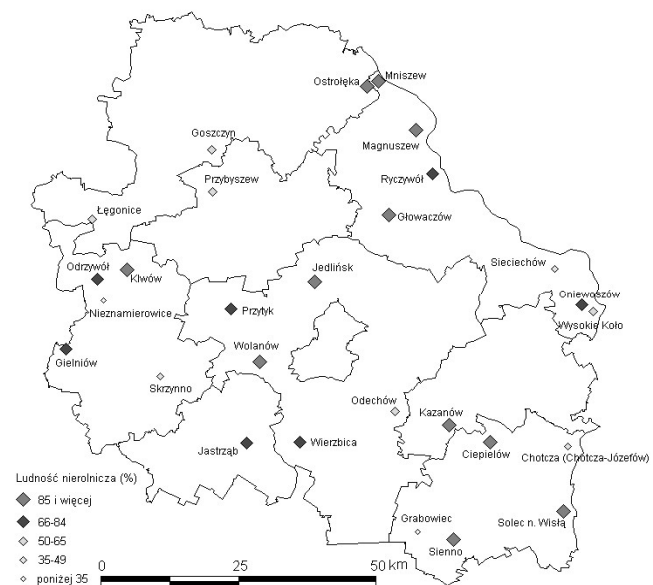 Ostrołęka
Mniszew
Goszczyn
Magnuszew
Przybyszew
Ryczywół
Łęgonice
Głowaczów
Odrzywół
Klwów
Jedlińsk
Sieciechów
Nieznamierowice
Przytyk
Gniewoszów
Wysokie Koło
Gielniów
Wolanów
Skrzynno
Odechów
Kazanów
Jastrząb
Wierzbica
Ciepielów
Chotcza (Chotcza-Józefów)
Ludność nierolnicza (%)
85 i więcej
66-84
50-65
35-49
poniżej 35
Grabowiec
Solec n. Wisłą
Sienno
0 25 50 km